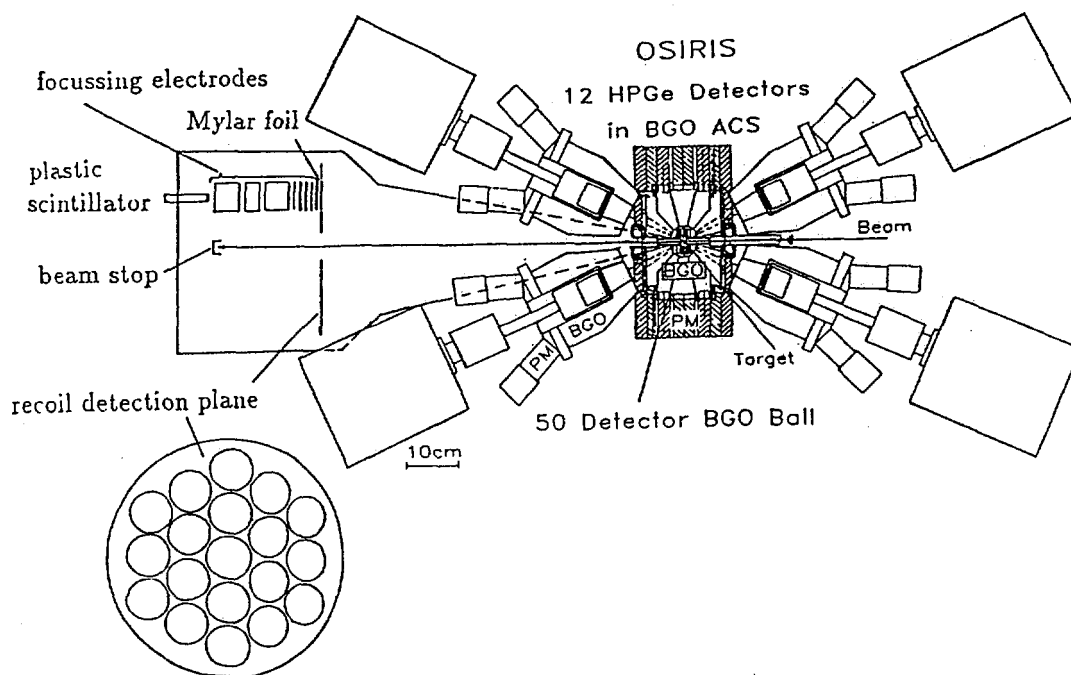 OSIRIS
12 HPGe Detectors
in BGO ACS
focussing electrodes
Mylar foil
plastic
scintillator
beam stop
Beam
BGO
PM
BGO
PM
Target
recoil detection plane
50 Detector BGO Ball
10cm